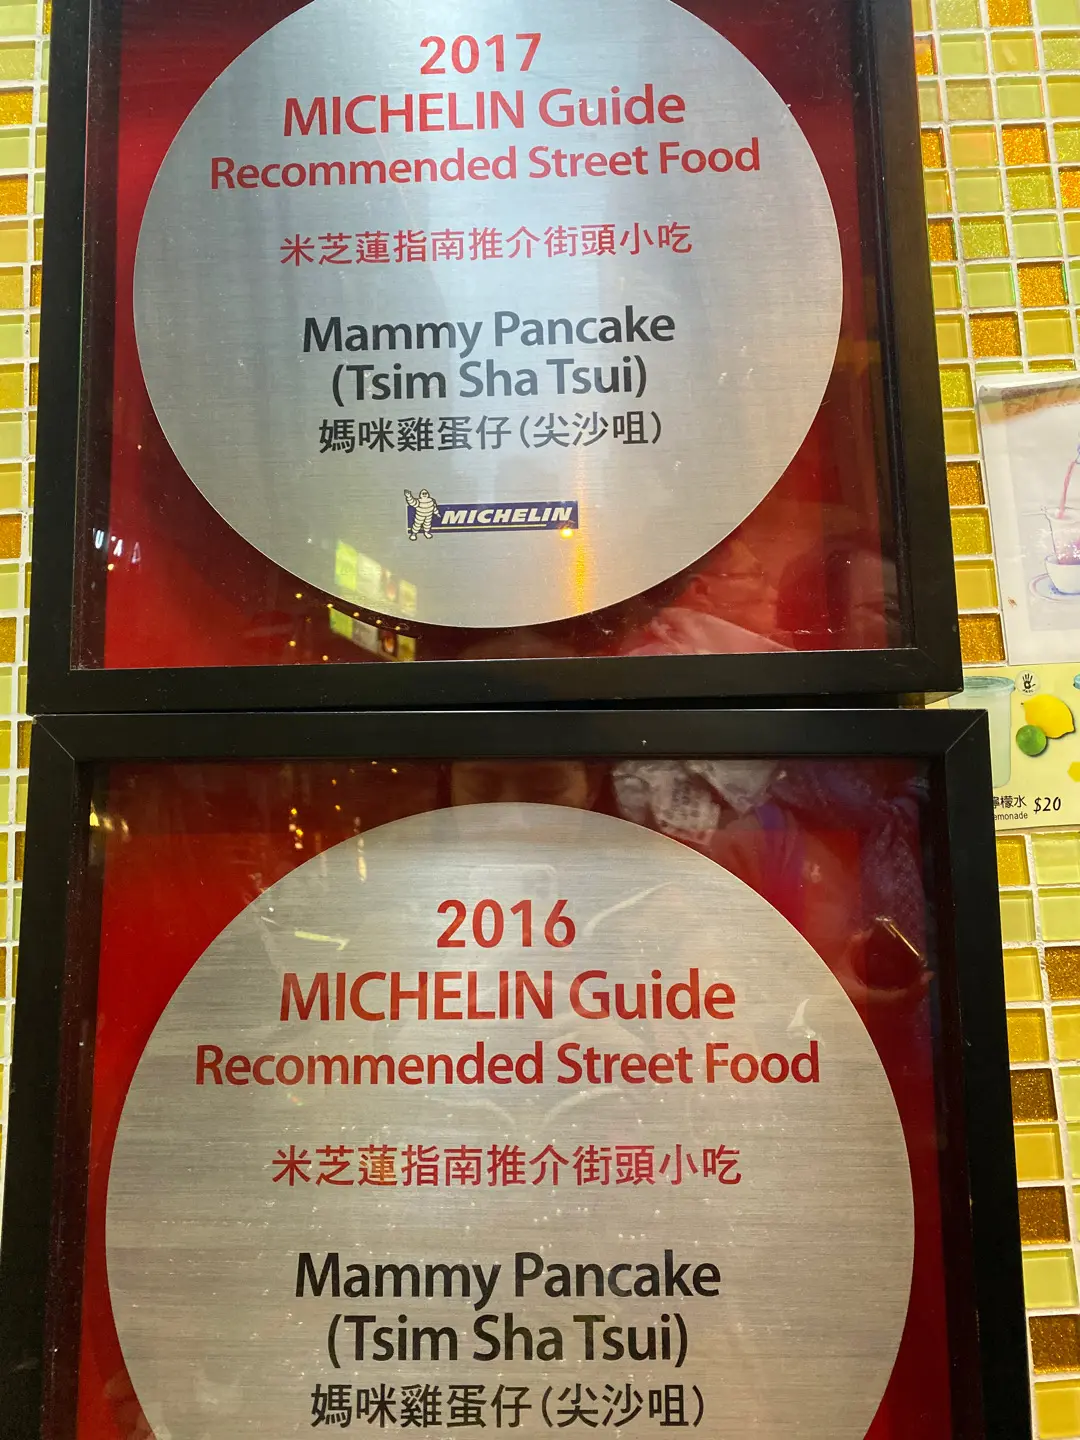 2017
MICHELIN Guide
Recommended Street Food
米芝蓮指南推介街頭小吃
Mammy Pancake
(Tsim Sha Tsui)
媽咪雞蛋仔(尖沙咀)
MICHELIN
檬水 $20
emonade
2016
MICHELIN Guide
Recommended Street Food
米芝蓮指南推介街頭小吃
Mammy Pancake
(Tsim Sha Tsui)
媽咪雞蛋仔(尖沙咀)